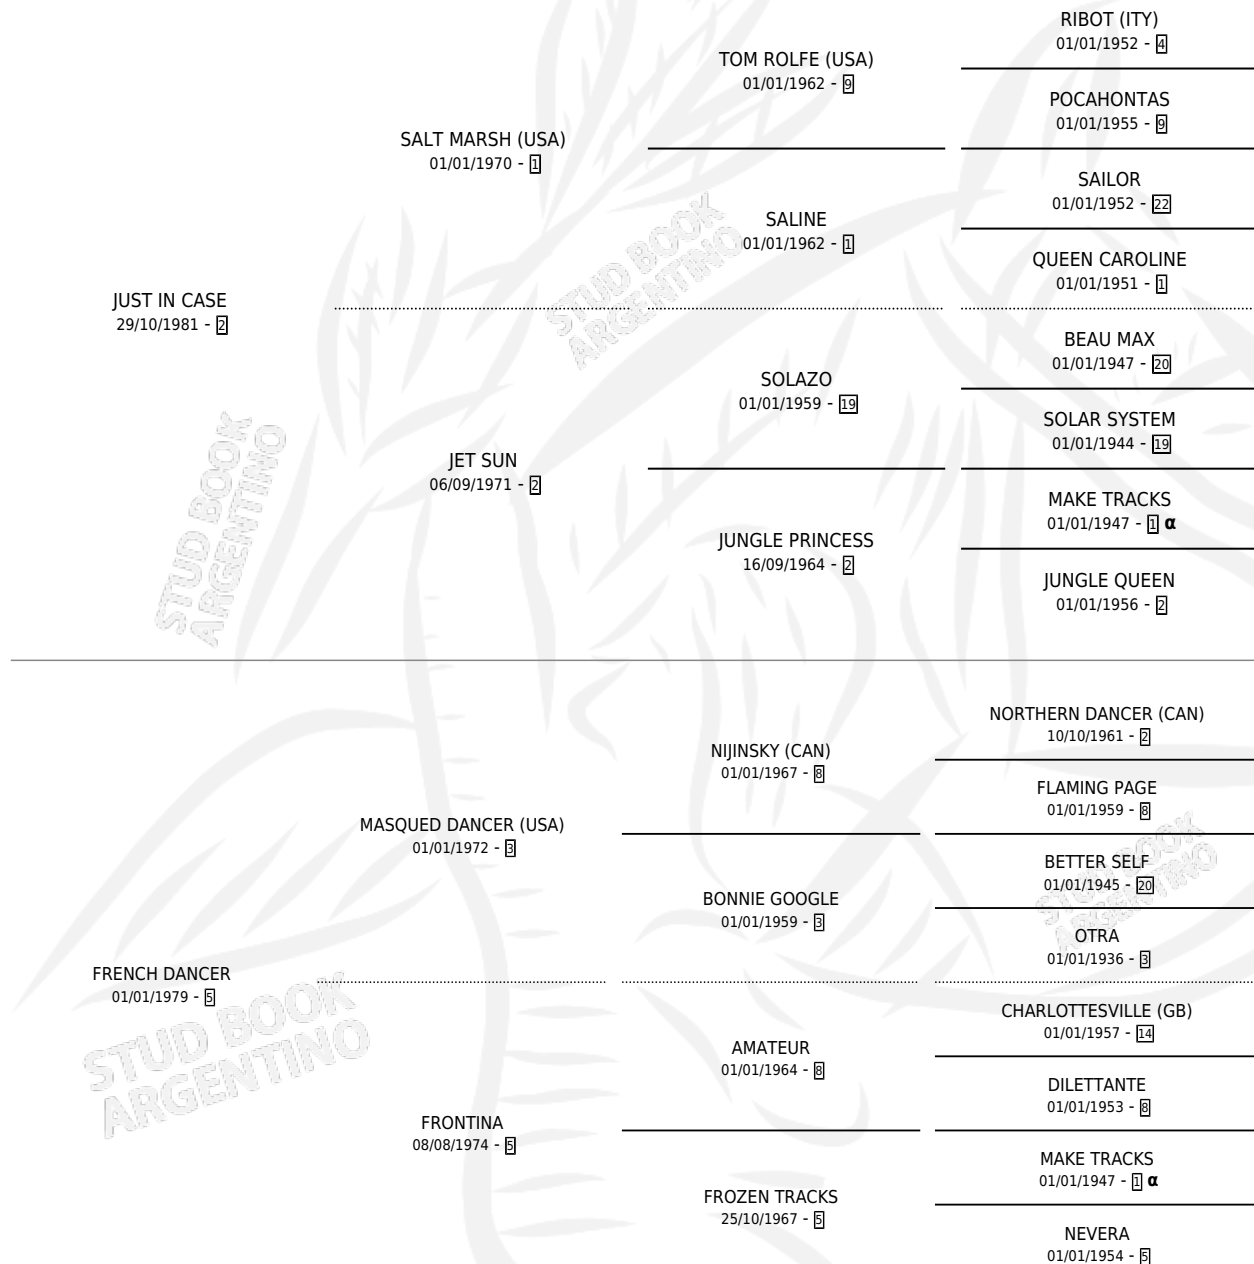 RIBOT (ITY)
01/01/1952 - 4
TOM ROLFE (USA)
01/01/1962 - 9
POCAHONTAS
01/01/1955 - 9
SALT MARSH (USA)
01/01/1970 - 1
SAILOR
01/01/1952 - 22
SALINE
01/01/1962 - 1
QUEEN CAROLINE
01/01/1951 - 1
JUST IN CASE
29/10/1981 - 2
BEAU MAX
01/01/1947 - 20
SOLAZO
01/01/1959 - 19
SOLAR SYSTEM
01/01/1944 - 19
JET SUN
06/09/1971 - 2
MAKE TRACKS
01/01/1947 - 1 α
JUNGLE PRINCESS
16/09/1964 - 2
JUNGLE QUEEN
01/01/1956 - 2
NORTHERN DANCER (CAN)
10/10/1961 - 2
NIJINSKY (CAN)
01/01/1967 - 8
FLAMING PAGE
01/01/1959 - 8
MASQUED DANCER (USA)
01/01/1972 - 3
BETTER SELF
01/01/1945 - 20
BONNIE GOOGLE
01/01/1959 - 3
OTRA
01/01/1936 - 3
FRENCH DANCER
01/01/1979 - 5
CHARLOTTESVILLE (GB)
01/01/1957 - 14
AMATEUR
01/01/1964 - 8
DILETTANTE
01/01/1953 - 8
FRONTINA
08/08/1974 - 5
MAKE TRACKS
01/01/1947 - 1 α
FROZEN TRACKS
25/10/1967 - 5
NEVERA
01/01/1954 - 5
STUD BOOK
ARGENTINO
STUD BOOK
ARGENTINO
STUD BOOK
ARGENTINO
STUD BOOK
ARGENTINO